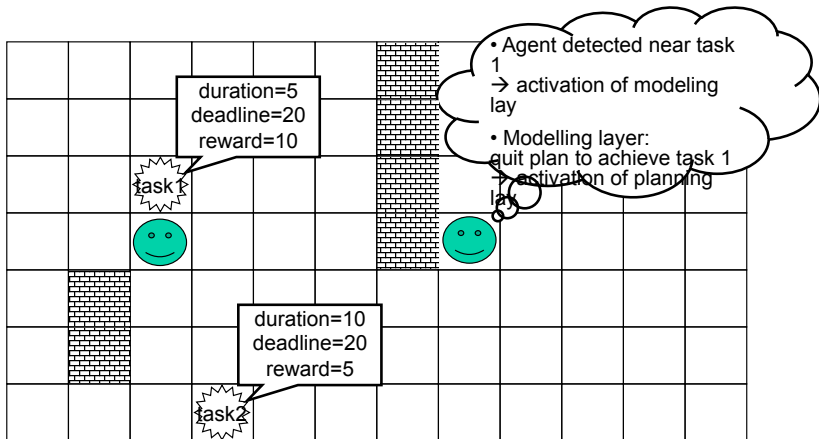 duration=5
deadline=20
reward=10
task1
• Agent detected near task
1
→ activation of modeling
lay
• Modelling layer:
quit plan to achieve task 1
→ activation of planning
lay
duration=10
deadline=20
reward=5
task2